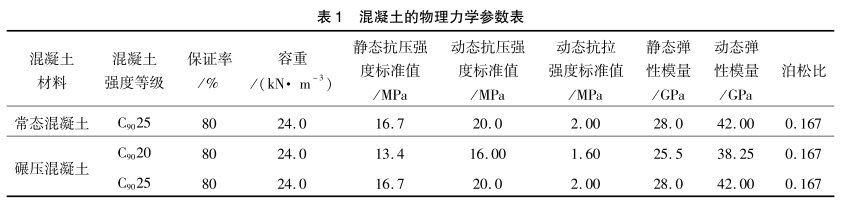 表 1 混凝土的物理力学参数表
混凝土材料 混凝土强度等级 保证率/% 容重/(kN· m-3) 静态抗压强度标准值/MPa 动态抗压强度标准值/MPa 动态抗拉强度标准值/MPa 静态弹性模量/GPa 动态弹性模量/GPa 泊松比
常态混凝土 C9025 80 24.0 16.7 20.0 2.00 28.0 42.00 0.167
碾压混凝土 C9020 80 24.0 13.4 16.00 1.60 25.5 38.25 0.167
C9025 80 24.0 16.7 20.0 2.00 28.0 42.00 0.167